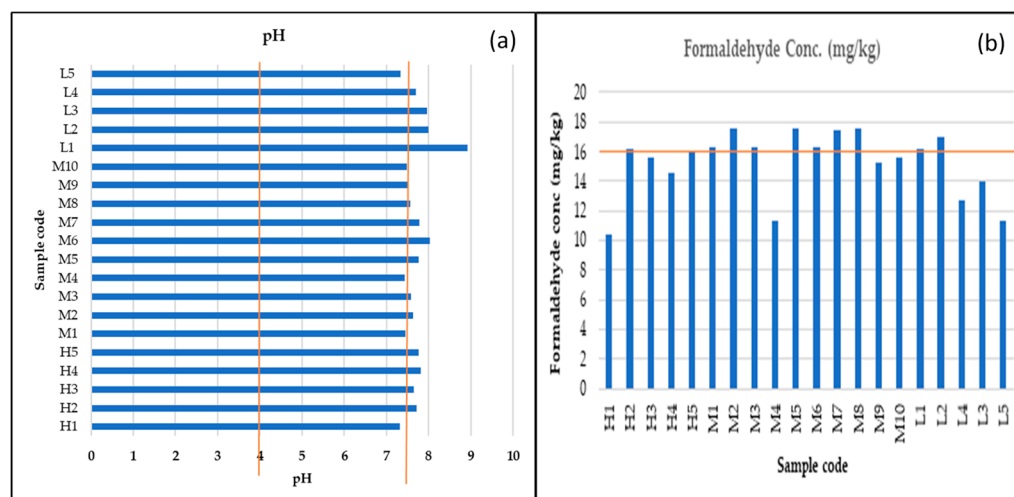 pH
(a)
L5
L4
L3
L2
L1
M10
M9
M8
M7
M6
M5
M4
M3
M2
M1
H5
H4
H3
H2
H1
Sample code
0 1 2 3 4 5 6 7 8 9 10
pH
Formaldehyde Conc. (mg/kg)
(b)
20
18
16
14
12
10
8
6
4
2
0
Formaldehyde conc (mg/kg)
H1 H2 H3 H4 H5 M1 M2 M3 M4 M5 M6 M7 M8 M9 M10 L1 L2 L4 L3 L5
Sample code